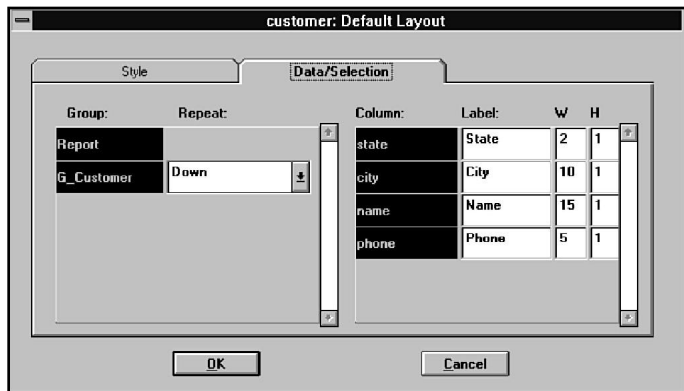 customer: Default Layout
Style Data/Selection
Group: Repeat: Column: Label: W H
Report state State 2 1
G_Customer Down city City 10 1
name Name 15 1
phone Phone 5 1
OK Cancel